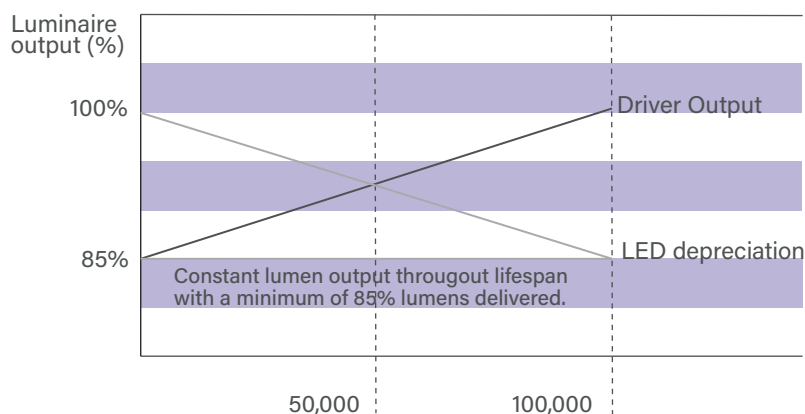 Luminaire
output (%)
100%
Driver Output
85%
LED depreciation
Constant lumen output througout lifespan
with a minimum of 85% lumens delivered.
50,000
100,000